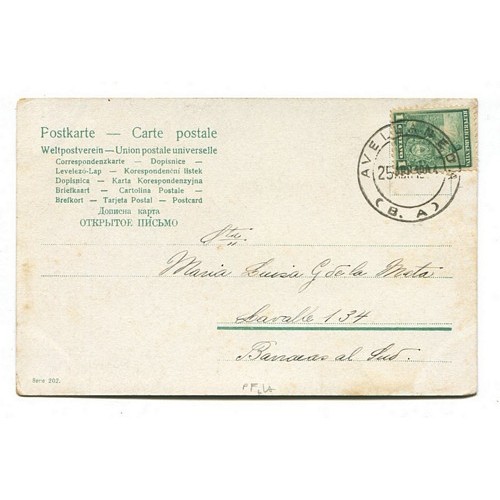 Postkarte — Carte postale
Weltpostverein — Union postale universelle
Correspondenzkarte — Dopisnice —
Levelező-Lap — Korespondenční lístek
Dopisnica — Karta Korespondencyjna
Briefkaart — Cartolina Postale —
Brefkort — Tarjeta Postal — Postcard
Дописна карта
ОТКРЫТОЕ ПИСЬМО
AVELLANEDA
25
(B. A)
Maria Luisa G de la Mota
Lavalle 134
Barracas al Sud.
Serie 202.